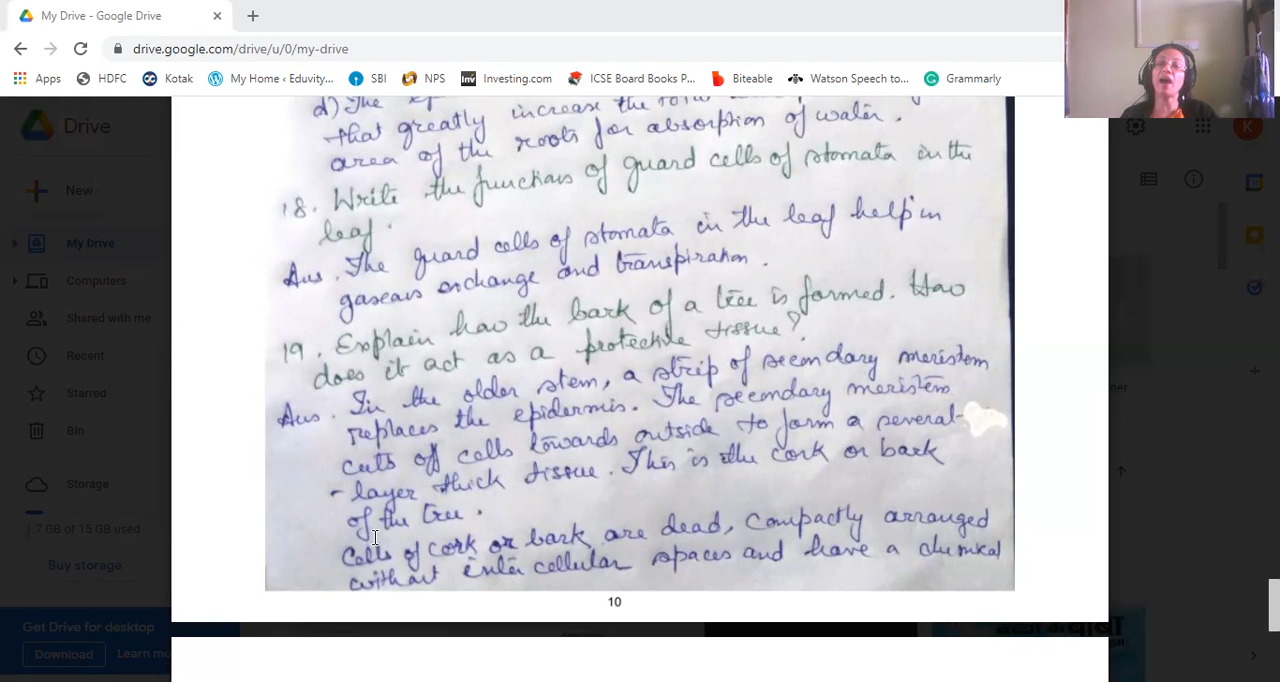 My Drive - Google Drive
drive.google.com/drive/u/0/my-drive
Apps HDFC Kotak My Home ‹ Eduvity... SBI NPS Inv Investing.com ICSE Board Books P... Biteable Watson Speech to... Grammarly
Drive
New
My Drive
Computers
Shared with me
Recent
Starred
Bin
Storage
1.7 GB of 15 GB used
Buy storage
Get Drive for desktop
Download Learn mo
K
d) The
that greatly increase the
area of the roots for absorption of water.
18. Write the functions of guard cells of stomata in the
leaf.
Ans. The guard cells of stomata in the leaf help in
gaseous exchange and transpiration.
19. Explain how the bark of a tree is formed. How
does it act as a protective tissue?
Ans. In the older stem, a strip of secondary meristem
replaces the epidermis. The secondary meristem
cuts off cells towards outside to form a several-
- layer thick tissue. This is the cork or bark
of the tree.
Cells of cork or bark are dead, compactly arranged
without inter cellular spaces and have a chemical
10